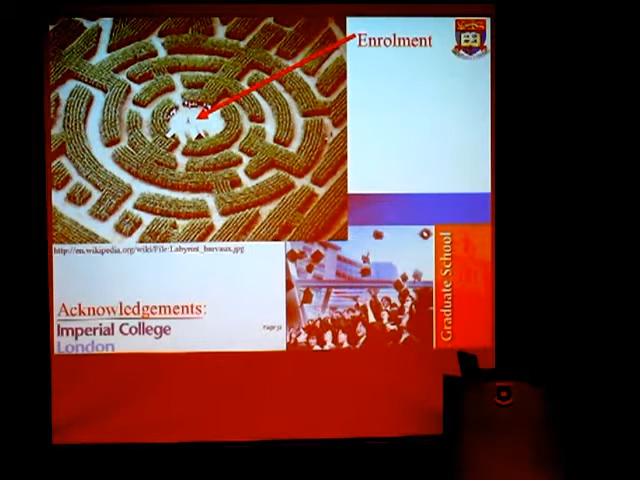 Enrolment
http://en.wikipedia.org/wiki/File:Labyrint_barvaux.jpg
Acknowledgements:
Imperial College
London
Graduate School